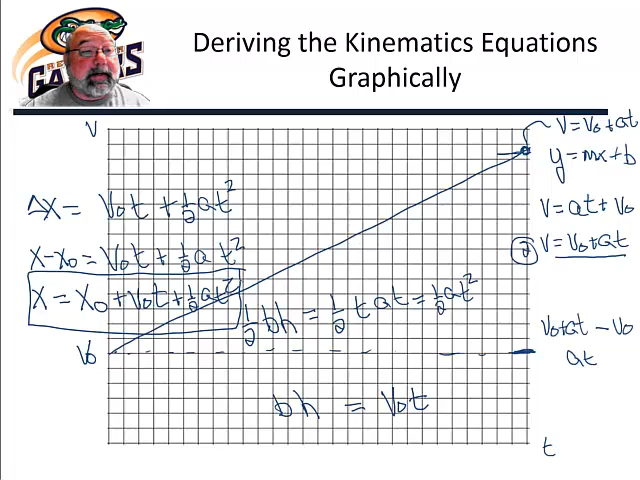 Deriving the Kinematics Equations
Graphically
GA
RS
V
V = V₀ + at
y = mx + b
V = at + V₀
② V = V₀ + at
ΔX = V₀t + ½at²
X - X₀ = V₀t + ½at²
X = X₀ + V₀t + ½at²
½bh = ½ t at = ½at²
V₀
V₀+at - V₀
at
bh = V₀t
t